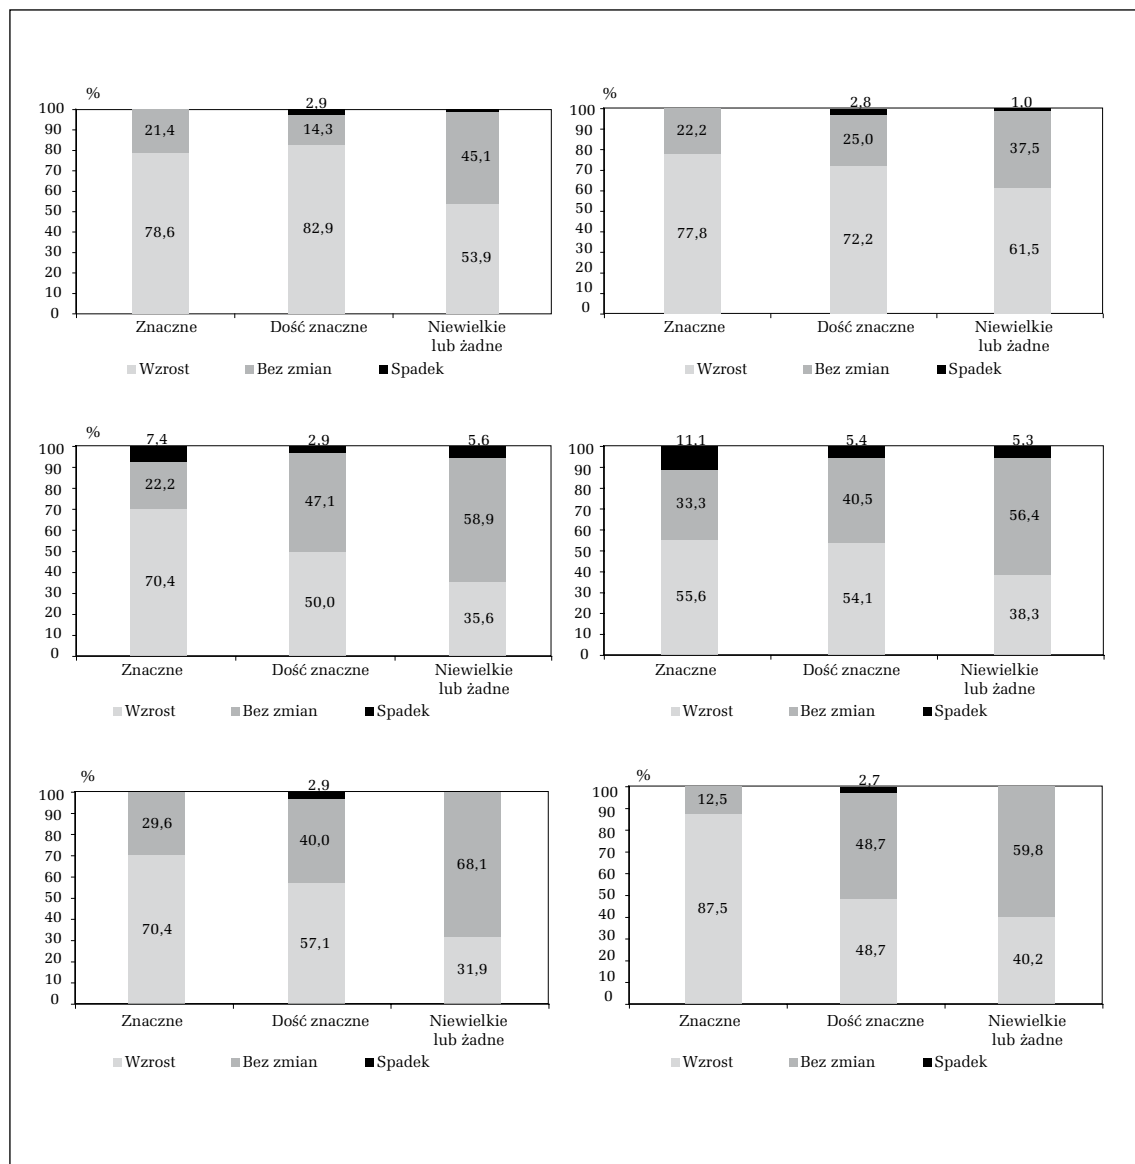 %
2,9
100
90
80
70
60
50
40
30
20
10
0
21,4
14,3
45,1
78,6
82,9
53,9
Znaczne
Dość znaczne
Niewielkie
lub żadne
Wzrost
Bez zmian
Spadek
%
2,8
1,0
100
90
80
70
60
50
40
30
20
10
0
22,2
25,0
37,5
77,8
72,2
61,5
Znaczne
Dość znaczne
Niewielkie
lub żadne
Wzrost
Bez zmian
Spadek
%
7,4
2,9
5,6
100
90
80
70
60
50
40
30
20
10
0
22,2
47,1
58,9
70,4
50,0
35,6
Znaczne
Dość znaczne
Niewielkie
lub żadne
Wzrost
Bez zmian
Spadek
11,1
5,4
5,3
100
90
80
70
60
50
40
30
20
10
0
33,3
40,5
56,4
55,6
54,1
38,3
Znaczne
Dość znaczne
Niewielkie
lub żadne
Wzrost
Bez zmian
Spadek
%
2,9
100
90
80
70
60
50
40
30
20
10
0
29,6
40,0
68,1
70,4
57,1
31,9
Znaczne
Dość znaczne
Niewielkie
lub żadne
Wzrost
Bez zmian
Spadek
%
2,7
100
90
80
70
60
50
40
30
20
10
0
12,5
48,7
59,8
87,5
48,7
40,2
Znaczne
Dość znaczne
Niewielkie
lub żadne
Wzrost
Bez zmian
Spadek